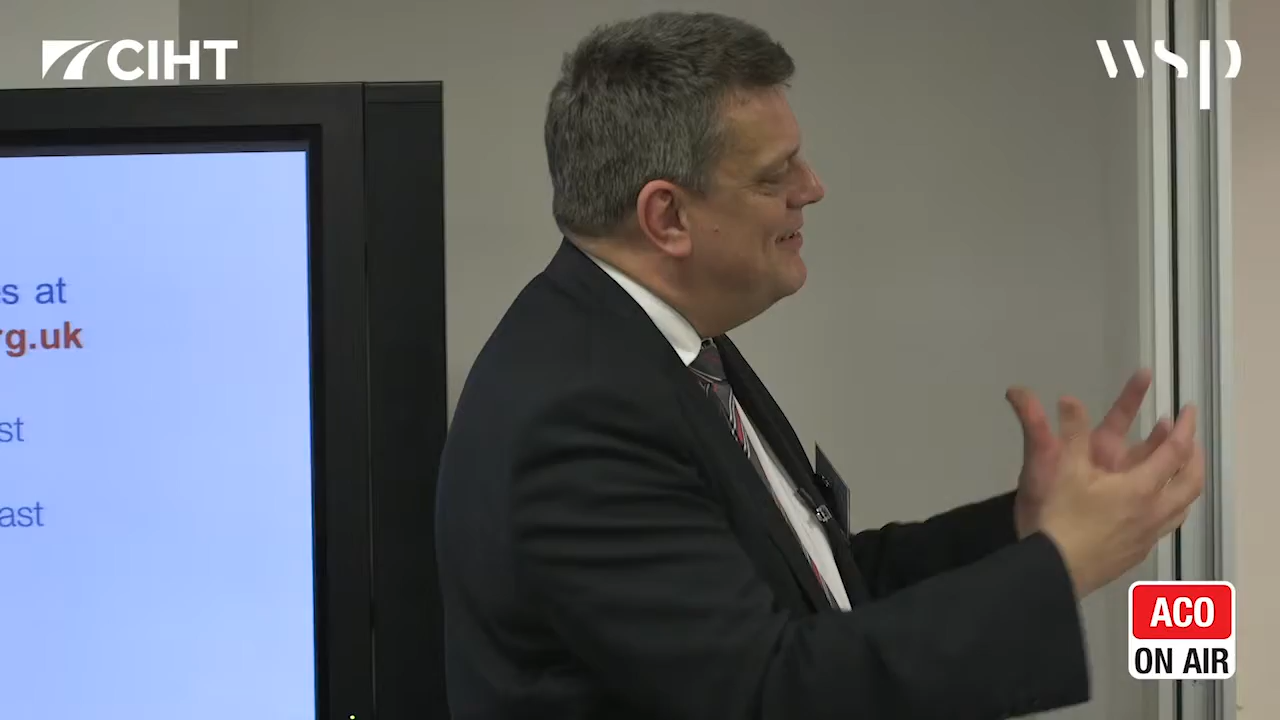 CIHT
wsp
s at
rg.uk
st
ast
ACO
ON AIR